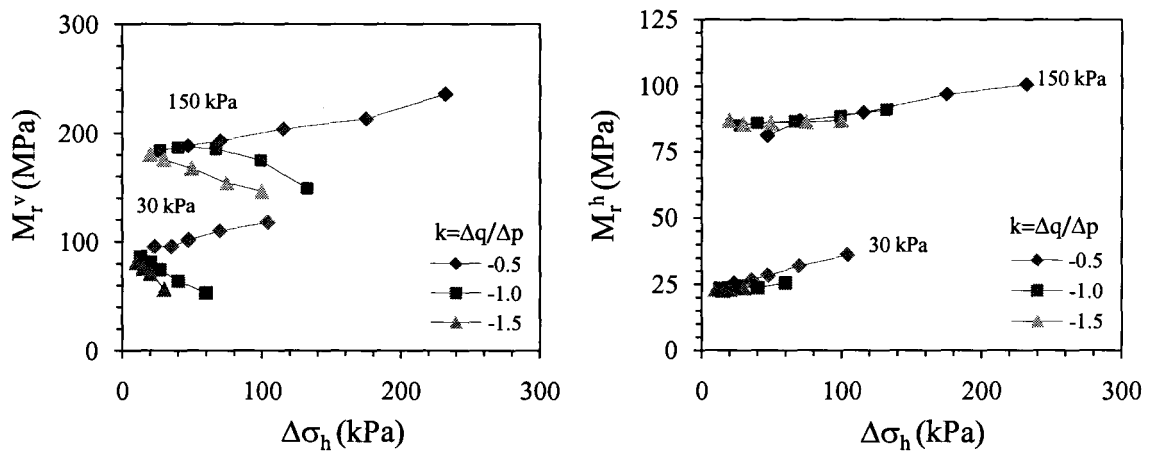 300
200
100
0
M_r^v (MPa)
150 kPa
30 kPa
k=Δq/Δp
-0.5
-1.0
-1.5
0 100 200 300
Δσ_h (kPa)
125
100
75
50
25
0
M_r^h (MPa)
150 kPa
30 kPa
k=Δq/Δp
-0.5
-1.0
-1.5
0 100 200 300
Δσ_h (kPa)